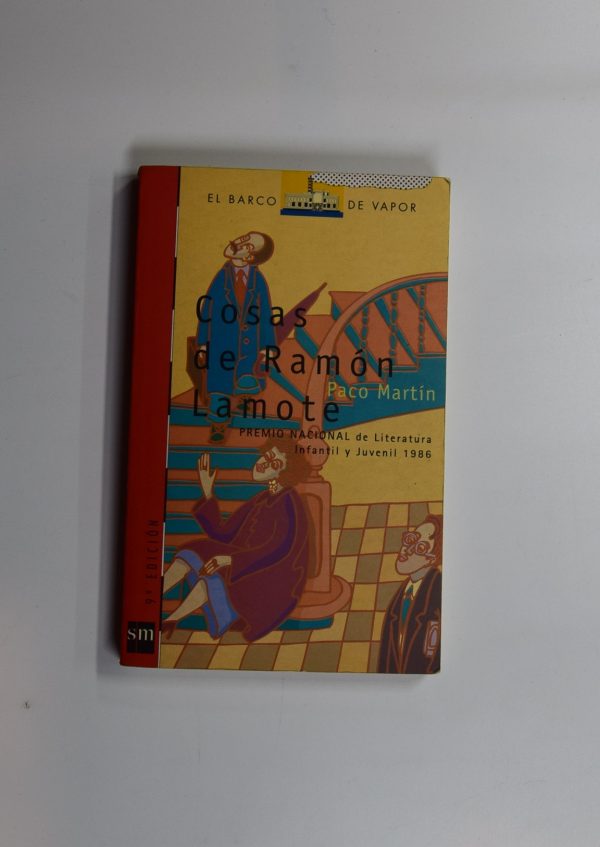 EL BARCO DE VAPOR
Cosas
de Ramón
Lamote
Paco Martín
PREMIO NACIONAL de Literatura
Infantil y Juvenil 1986
9ª EDICIÓN
sm